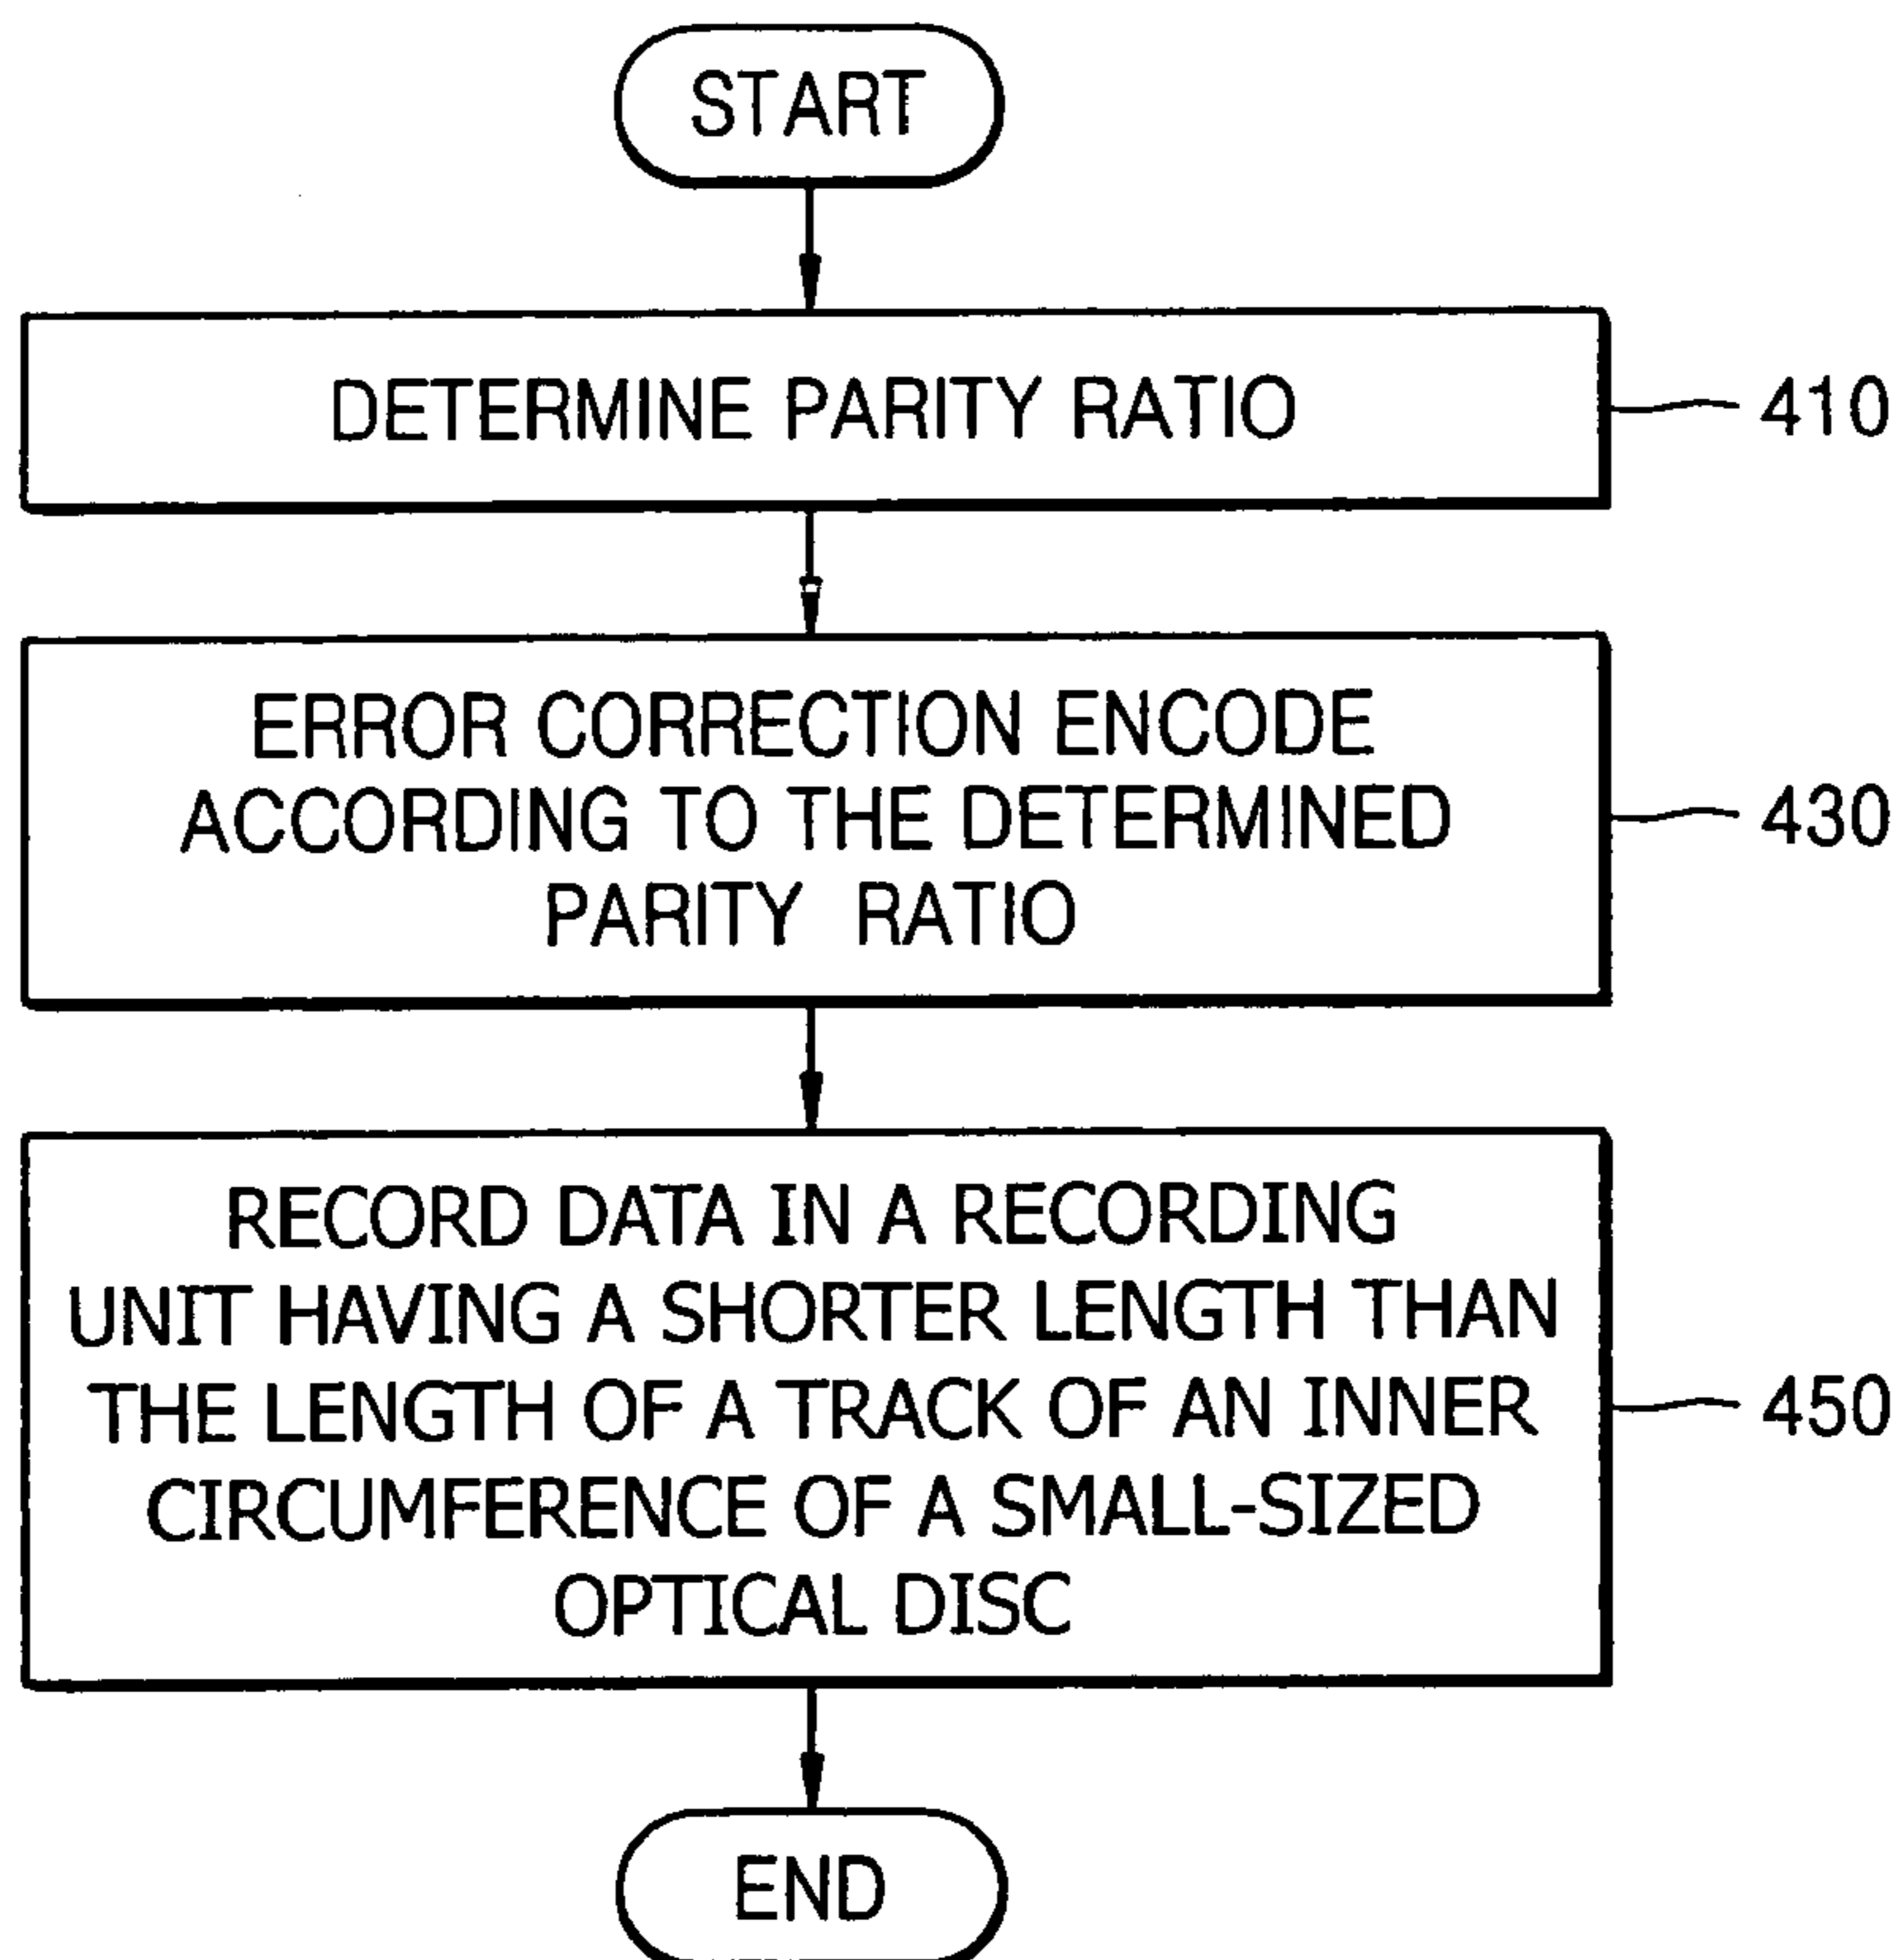 START
DETERMINE PARITY RATIO
410
ERROR CORRECTION ENCODE
ACCORDING TO THE DETERMINED
PARITY RATIO
430
RECORD DATA IN A RECORDING
UNIT HAVING A SHORTER LENGTH THAN
THE LENGTH OF A TRACK OF AN INNER
CIRCUMFERENCE OF A SMALL-SIZED
OPTICAL DISC
450
END